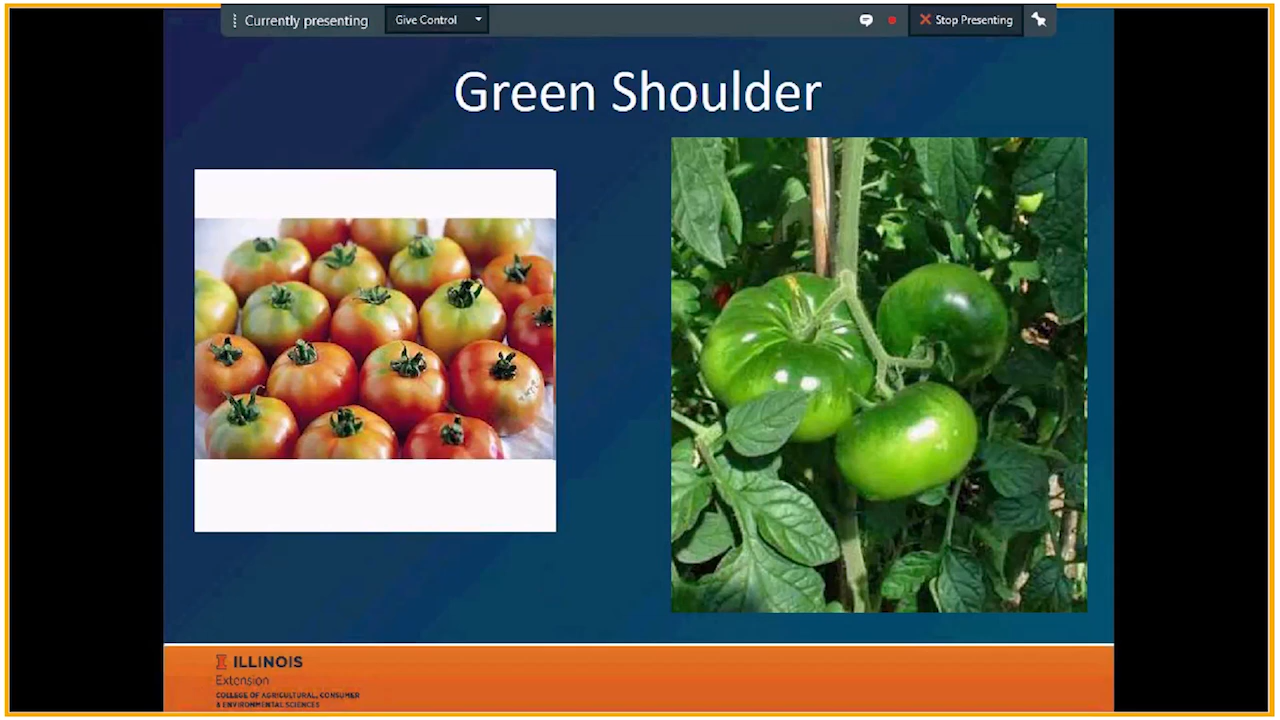 Currently presenting
Give Control
Stop Presenting
Green Shoulder
I ILLINOIS
Extension
COLLEGE OF AGRICULTURAL, CONSUMER
& ENVIRONMENTAL SCIENCES